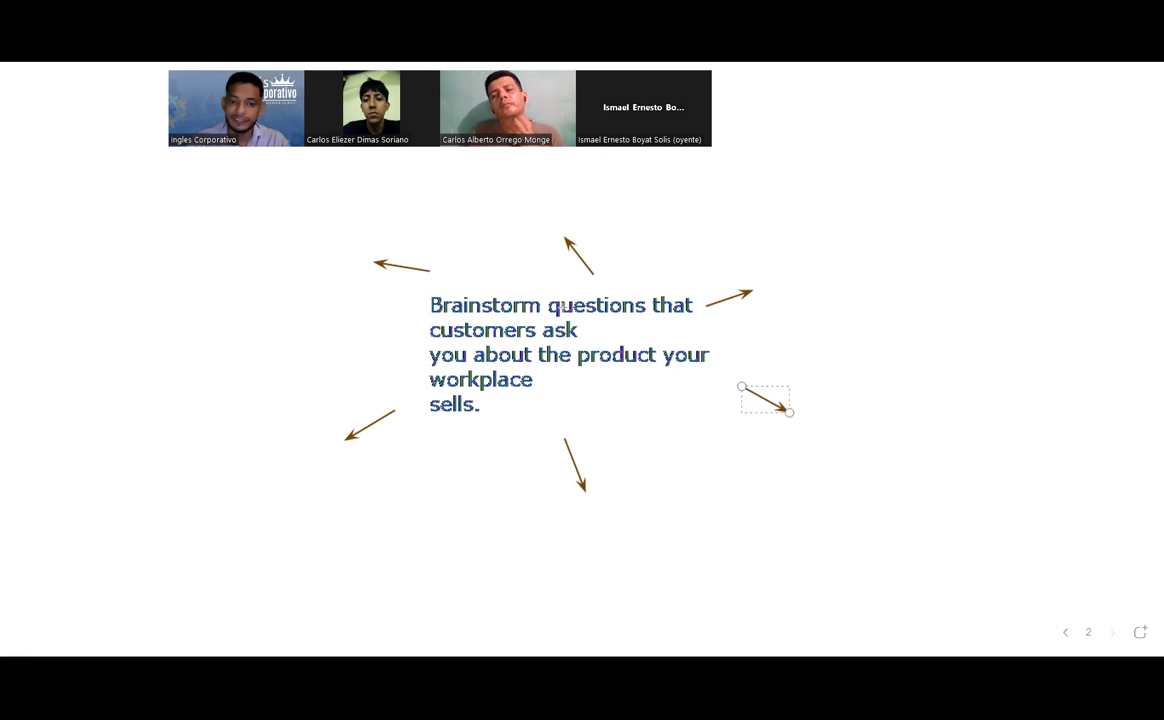 s
porativo
Ingles Corporativo
Carlos Eliezer Dimas Soriano
Carlos Alberto Orrego Monge
Ismael Ernesto Bo...
Ismael Ernesto Boyat Solis (oyente)
Brainstorm questions that
customers ask
you about the product your
workplace
sells.
2